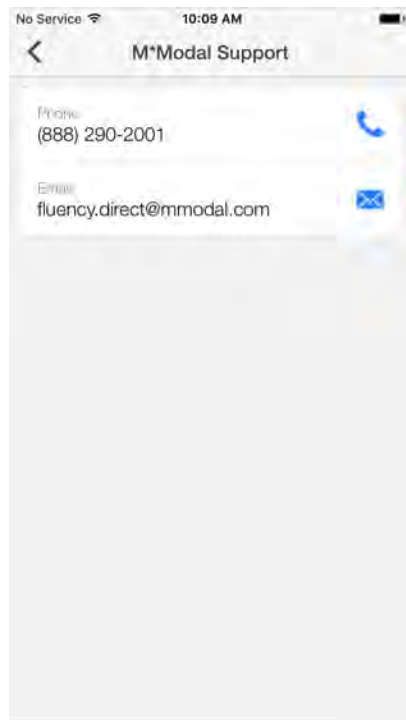 No Service 10:09 AM
M*Modal Support
Phone
(888) 290-2001
Email
fluency.direct@mmodal.com